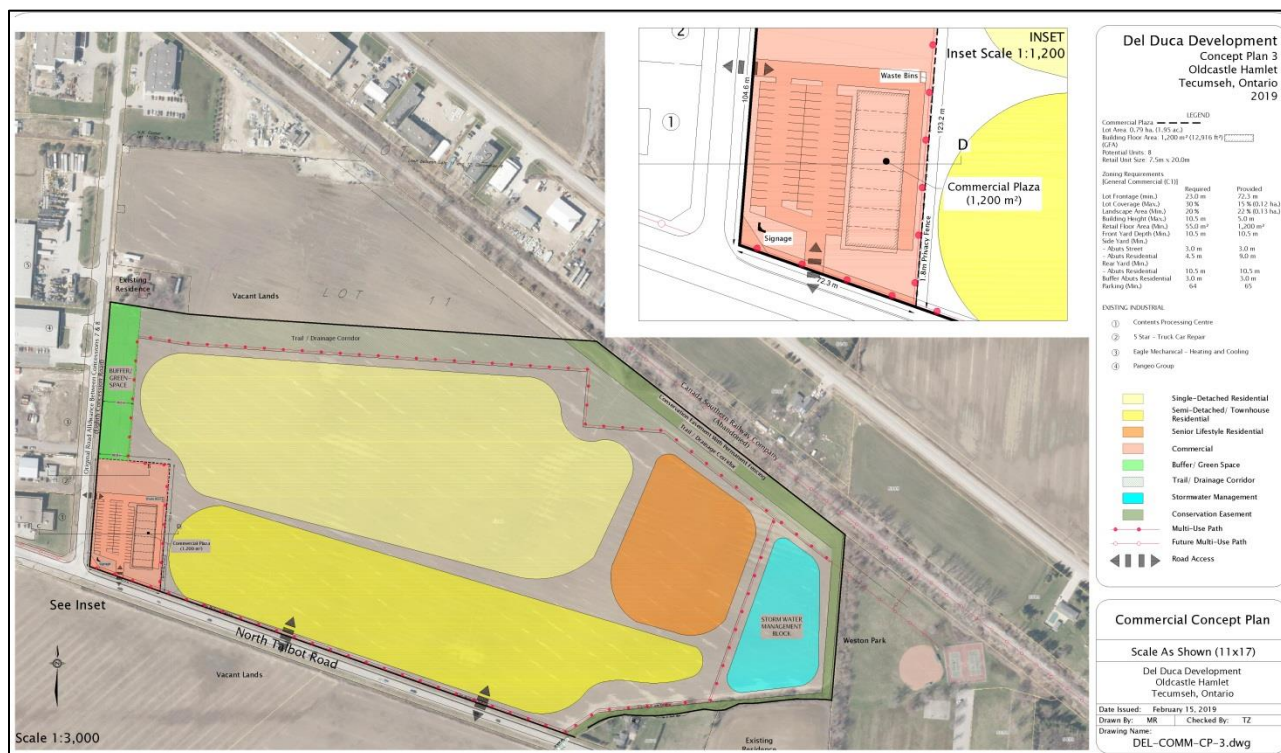 INSET
Inset Scale 1:1,200
2
1
Waste Bins
104.6 m
123.2 m
D
Commercial Plaza
(1,200 m²)
Signage
1.8m Privacy Fence
72.3 m
Existing
Residence
Vacant Lands
LOT 11
Trail / Drainage Corridor
BUFFER/
GREEN-
SPACE
Original Road Allowance Between Concessions 7 & 8
Canada Southern Railway Company
(Abandoned)
Conservation Easement With Permanent Fencing
Trail / Drainage Corridor
Commercial Plaza
(1,200 m²)
See Inset
North Talbot Road
Vacant Lands
STORM WATER
MANAGEMENT
BLOCK
Weston Park
Existing
Residence
Scale 1:3,000
Del Duca Development
Concept Plan 3
Oldcastle Hamlet
Tecumseh, Ontario
2019
LEGEND
Commercial Plaza
Lot Area: 0.79 ha. (1.95 ac.)
Building Floor Area: 1,200 m² (12,916 ft²)
(GFA)
Potential Units: 8
Retail Unit Size: 7.5m x 20.0m
Zoning Requirements
[General Commercial (C1)]
Required Provided
Lot Frontage (min.) 23.0 m 72.3 m
Lot Coverage (Max.) 30 % 15 % (0.12 ha.)
Landscape Area (Min.) 20% 22 % (0.13 ha.)
Building Height (Max.) 10.5 m 5.0 m
Retail Floor Area (Min.) 55.0 m² 1,200 m²
Front Yard Depth (Min.) 10.5 m 10.5 m
Side Yard (Min.)
- Abuts Street 3.0 m 3.0 m
- Abuts Residential 4.5 m 9.0 m
Rear Yard (Min.)
- Abuts Residential 10.5 m 10.5 m
Buffer Abuts Residential 3.0 m 3.0 m
Parking (Min.) 64 65
EXISTING INDUSTRIAL
1 Contents Processing Centre
2 5 Star - Truck Car Repair
3 Eagle Mechanical - Heating and Cooling
4 Pangeo Group
Single-Detached Residential
Semi-Detached/ Townhouse
Residential
Senior Lifestyle Residential
Commercial
Buffer/ Green Space
Trail/ Drainage Corridor
Stormwater Management
Conservation Easement
Multi-Use Path
Future Multi-Use Path
Road Access
Commercial Concept Plan
Scale As Shown (11x17)
Del Duca Development
Oldcastle Hamlet
Tecumseh, Ontario
Date Issued: February 15, 2019
Drawn By: MR Checked By: TZ
Drawing Name:
DEL-COMM-CP-3.dwg